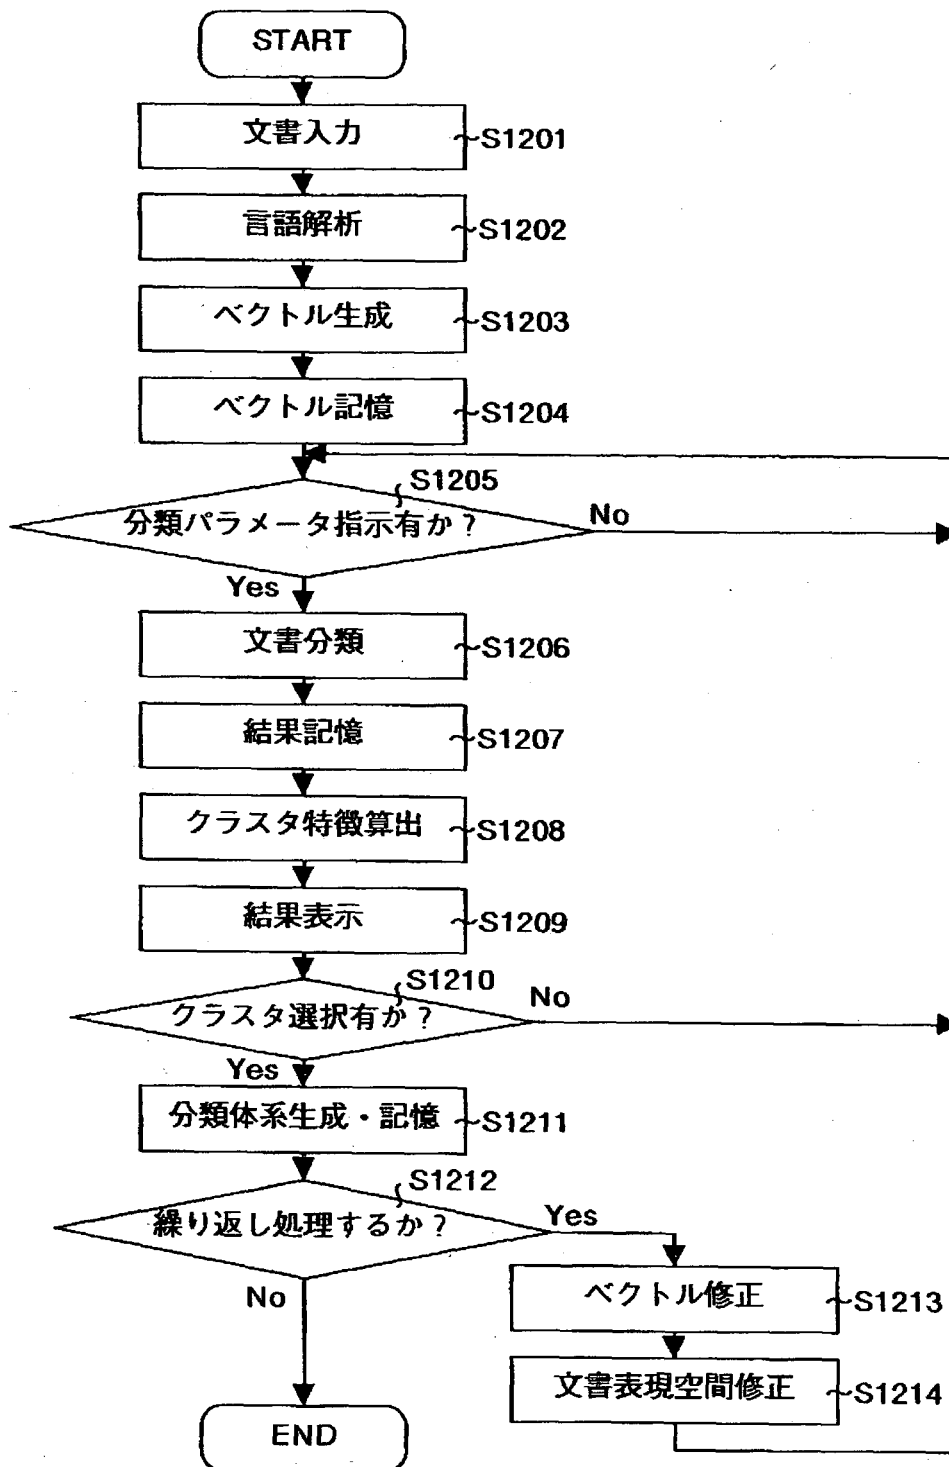 START
文書入力
S1201
言語解析
S1202
ベクトル生成
S1203
ベクトル記憶
S1204
S1205
分類パラメータ指示有か？
No
Yes
文書分類
S1206
結果記憶
S1207
クラスタ特徴算出
S1208
結果表示
S1209
S1210
クラスタ選択有か？
No
Yes
分類体系生成・記憶
S1211
S1212
繰り返し処理するか？
Yes
No
ベクトル修正
S1213
文書表現空間修正
S1214
END